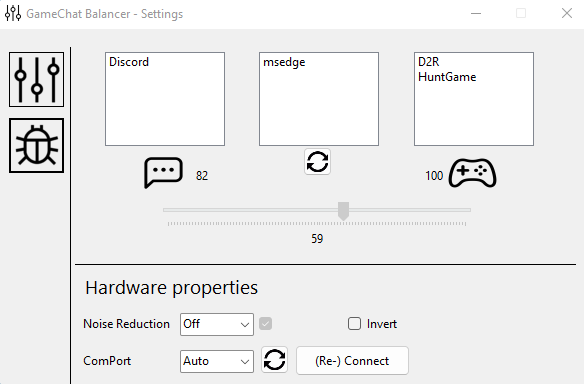 GameChat Balancer - Settings
Discord
msedge
D2R
HuntGame
82
100
59
Hardware properties
Noise Reduction Off Invert
ComPort Auto (Re-) Connect